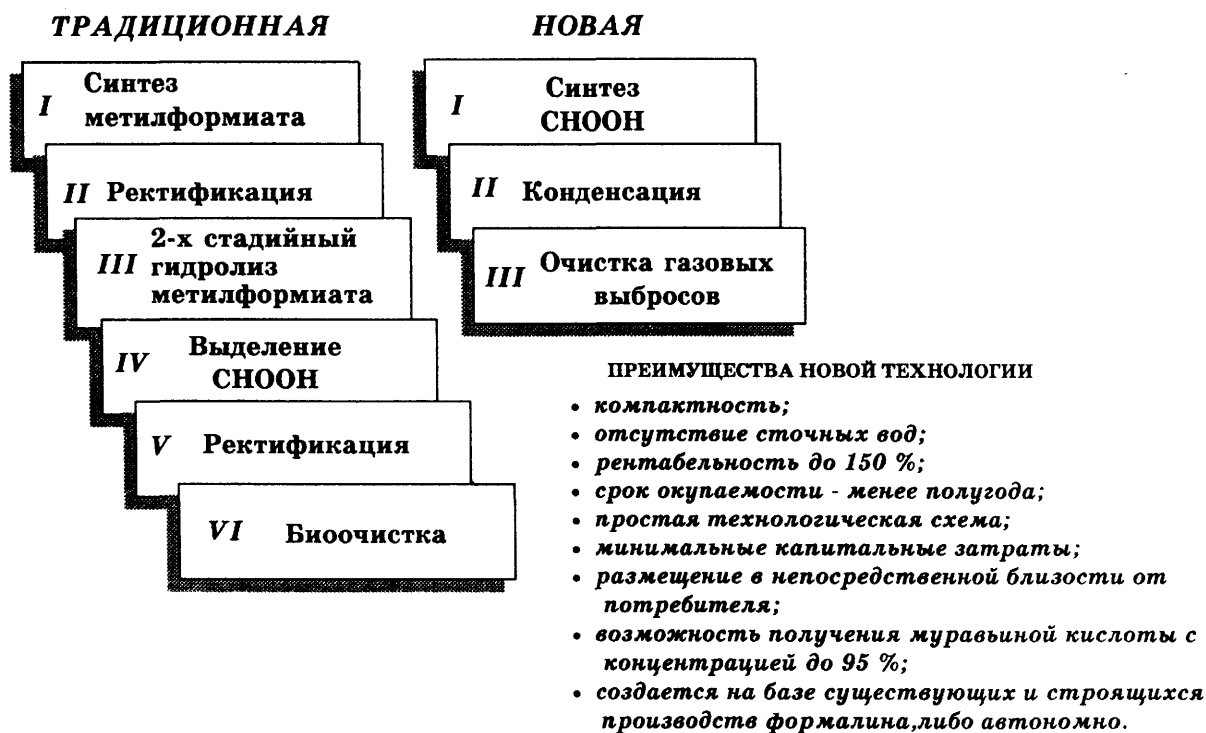 ТРАДИЦИОННАЯ
I Синтез
метилформиата
II Ректификация
III 2-х стадийный
гидролиз
метилформиата
IV Выделение
СНООН
V Ректификация
VI Биоочистка
НОВАЯ
I Синтез
СНООН
II Конденсация
III Очистка газовых
выбросов
ПРЕИМУЩЕСТВА НОВОЙ ТЕХНОЛОГИИ
• компактность;
• отсутствие сточных вод;
• рентабельность до 150 %;
• срок окупаемости - менее полугода;
• простая технологическая схема;
• минимальные капитальные затраты;
• размещение в непосредственной близости от
потребителя;
• возможность получения муравьиной кислоты с
концентрацией до 95 %;
• создается на базе существующих и строящихся
производств формалина,либо автономно.